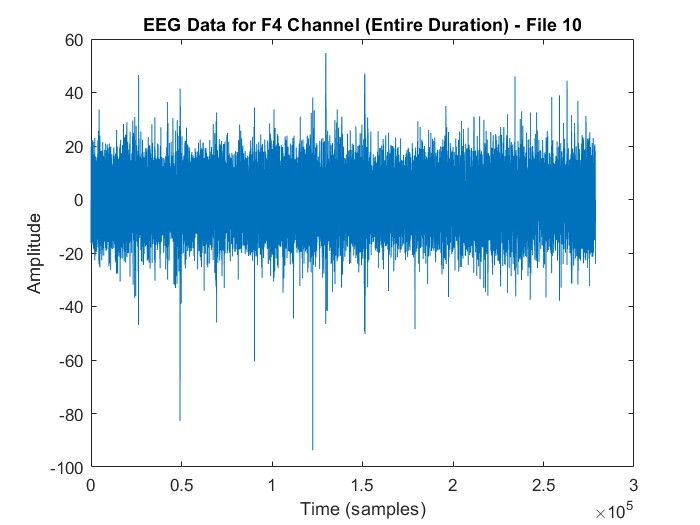 EEG Data for F4 Channel (Entire Duration) - File 10
60
40
20
0
-20
-40
-60
-80
-100
Amplitude
0 0.5 1 1.5 2 2.5 3
Time (samples)
×10^5